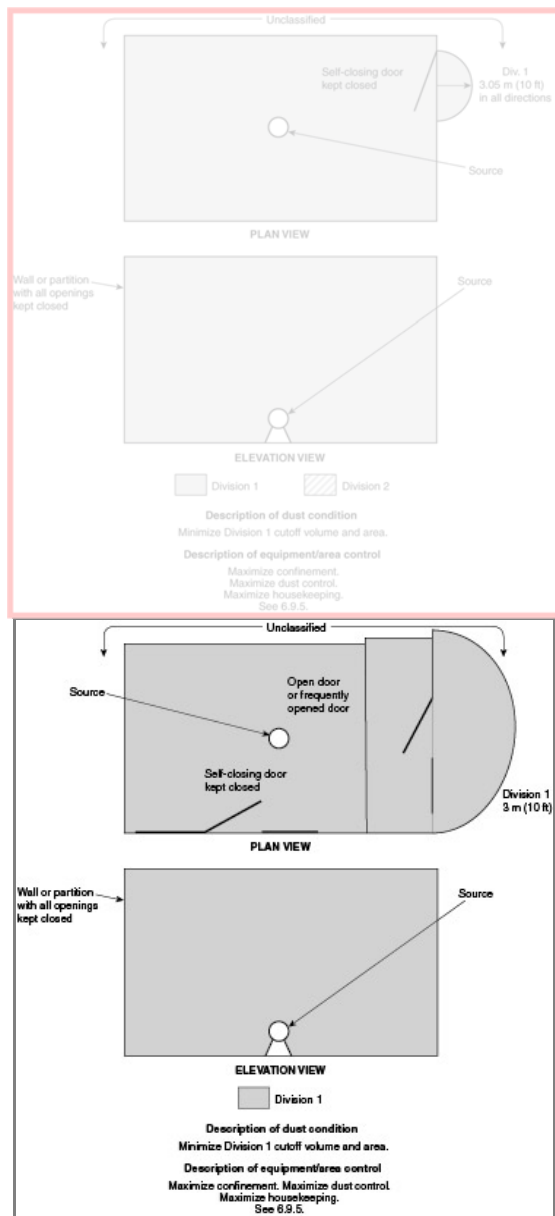 Unclassified
Self-closing door
kept closed
Div. 1
3.05 m (10 ft)
in all directions
Source
PLAN VIEW
Wall or partition
with all openings
kept closed
Source
ELEVATION VIEW
Division 1
Division 2
Description of dust condition
Minimize Division 1 cutoff volume and area.
Description of equipment/area control
Maximize confinement.
Maximize dust control.
Maximize housekeeping.
See 6.9.5.
Unclassified
Source
Open door
or frequently
opened door
Self-closing door
kept closed
Division 1
3 m (10 ft)
PLAN VIEW
Wall or partition
with all openings
kept closed
Source
ELEVATION VIEW
Division 1
Description of dust condition
Minimize Division 1 cutoff volume and area.
Description of equipment/area control
Maximize confinement. Maximize dust control.
Maximize housekeeping.
See 6.9.5.